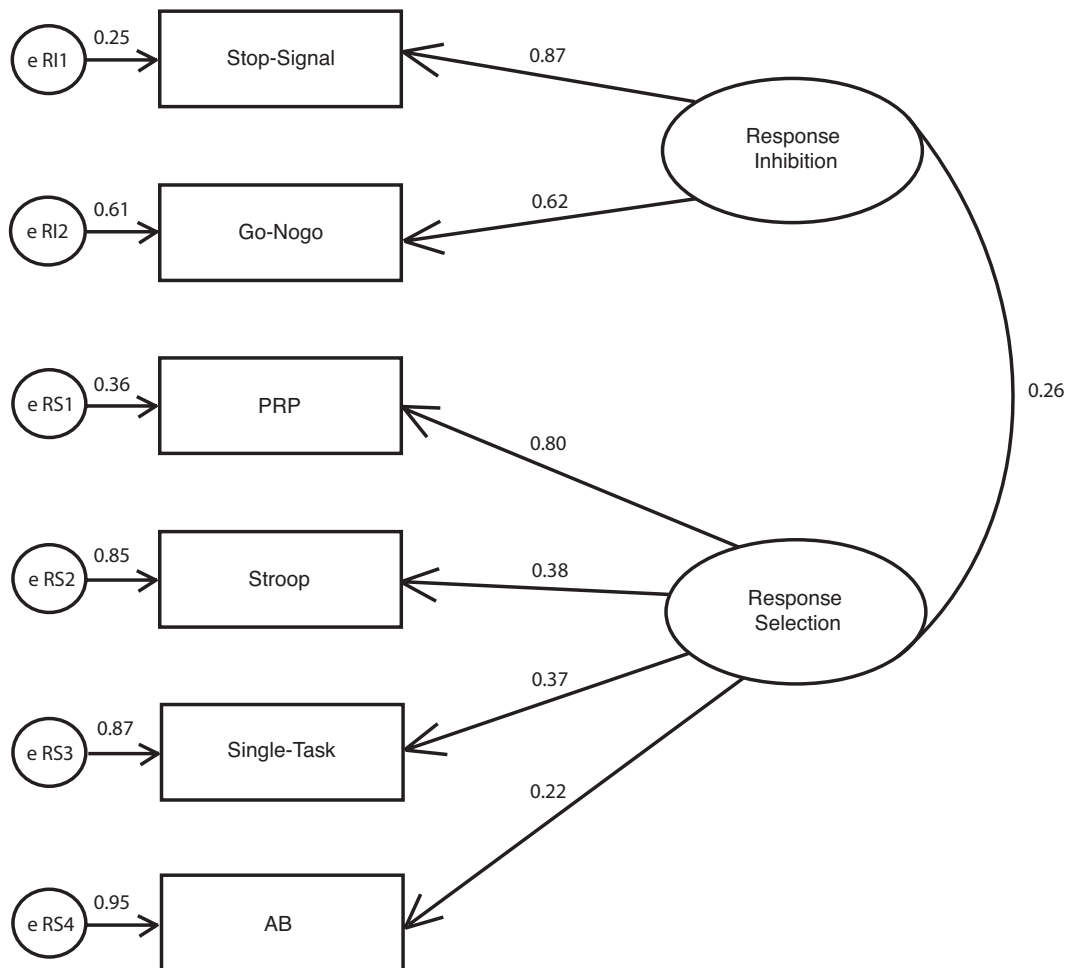 e RI1
0.25
Stop-Signal
0.87
Response
Inhibition
e RI2
0.61
Go-Nogo
0.62
e RS1
0.36
PRP
0.80
0.26
e RS2
0.85
Stroop
0.38
Response
Selection
e RS3
0.87
Single-Task
0.37
0.22
e RS4
0.95
AB